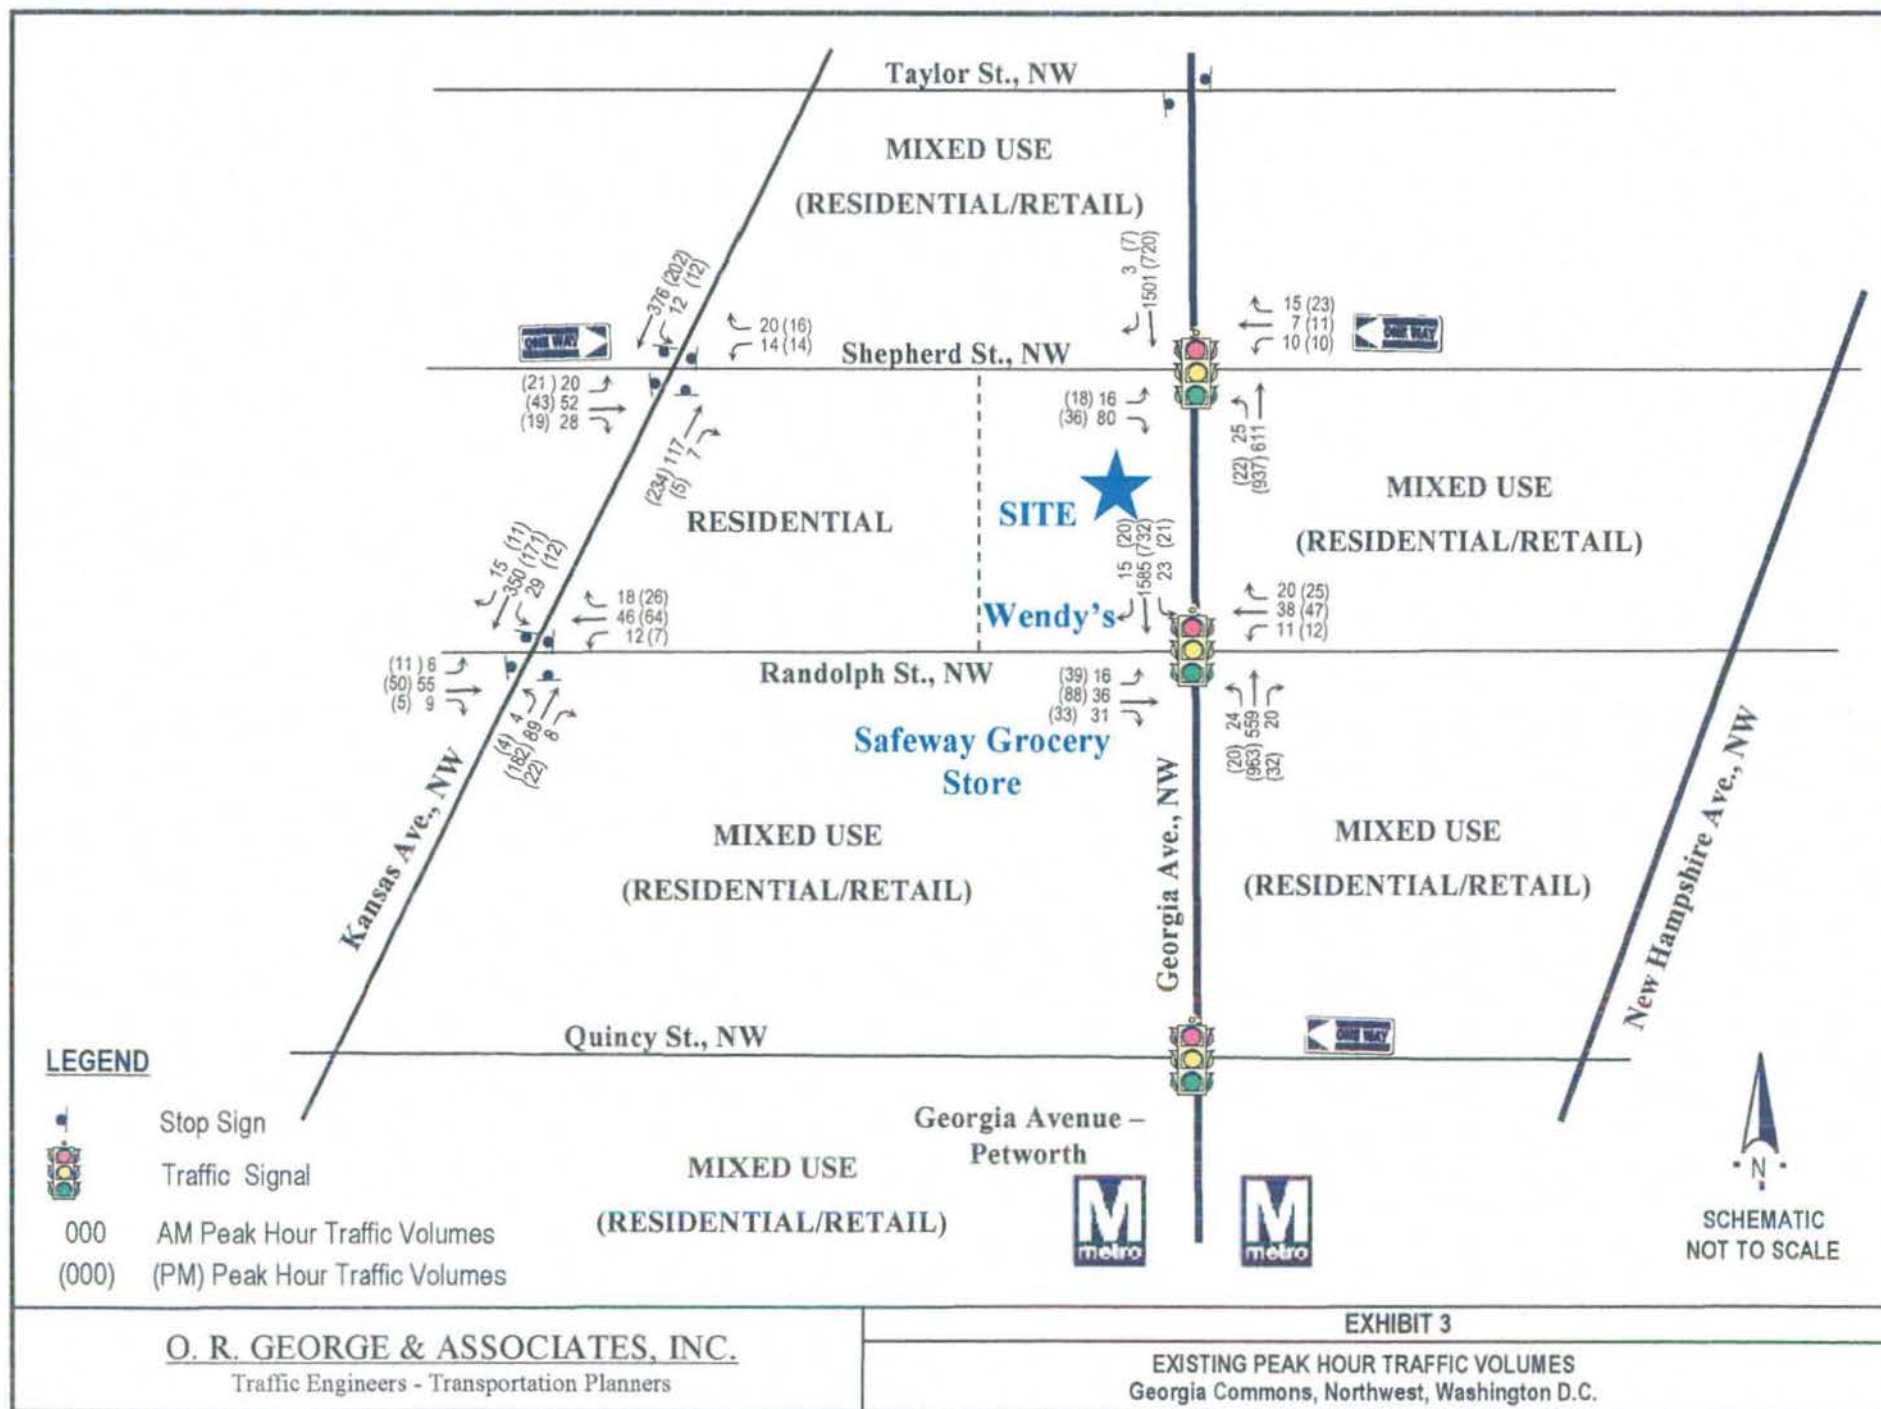 Taylor St., NW
MIXED USE
(RESIDENTIAL/RETAIL)
376 (202)
12 (12)
3 (7)
1501 (720)
ONE WAY
20 (16)
14 (14)
15 (23)
7 (11)
10 (10)
ONE WAY
Shepherd St., NW
(21 ) 20
(43) 52
(19) 28
(234) 117
(5) 7
(18) 16
(36) 80
(22) 25
(937) 611
RESIDENTIAL
SITE
MIXED USE
(RESIDENTIAL/RETAIL)
15 (11)
350 (171)
29 (12)
15 (20)
1585 (732)
23 (21)
18 (26)
46 (64)
12 (7)
Wendy's
20 (25)
38 (47)
11 (12)
Randolph St., NW
(11 ) 6
(50) 55
(5) 9
(4) 4
(182) 89
(22) 8
(39) 16
(88) 36
(33) 31
(20) 24
(963) 559
(32) 20
Safeway Grocery
Store
Kansas Ave., NW
MIXED USE
(RESIDENTIAL/RETAIL)
Georgia Ave., NW
MIXED USE
(RESIDENTIAL/RETAIL)
New Hampshire Ave., NW
Quincy St., NW
ONE WAY
LEGEND
Stop Sign
Traffic Signal
000 AM Peak Hour Traffic Volumes
(000) (PM) Peak Hour Traffic Volumes
Georgia Avenue –
Petworth
MIXED USE
(RESIDENTIAL/RETAIL)
M
metro
M
metro
N
SCHEMATIC
NOT TO SCALE
O. R. GEORGE & ASSOCIATES, INC.
Traffic Engineers - Transportation Planners
EXHIBIT 3
EXISTING PEAK HOUR TRAFFIC VOLUMES
Georgia Commons, Northwest, Washington D.C.